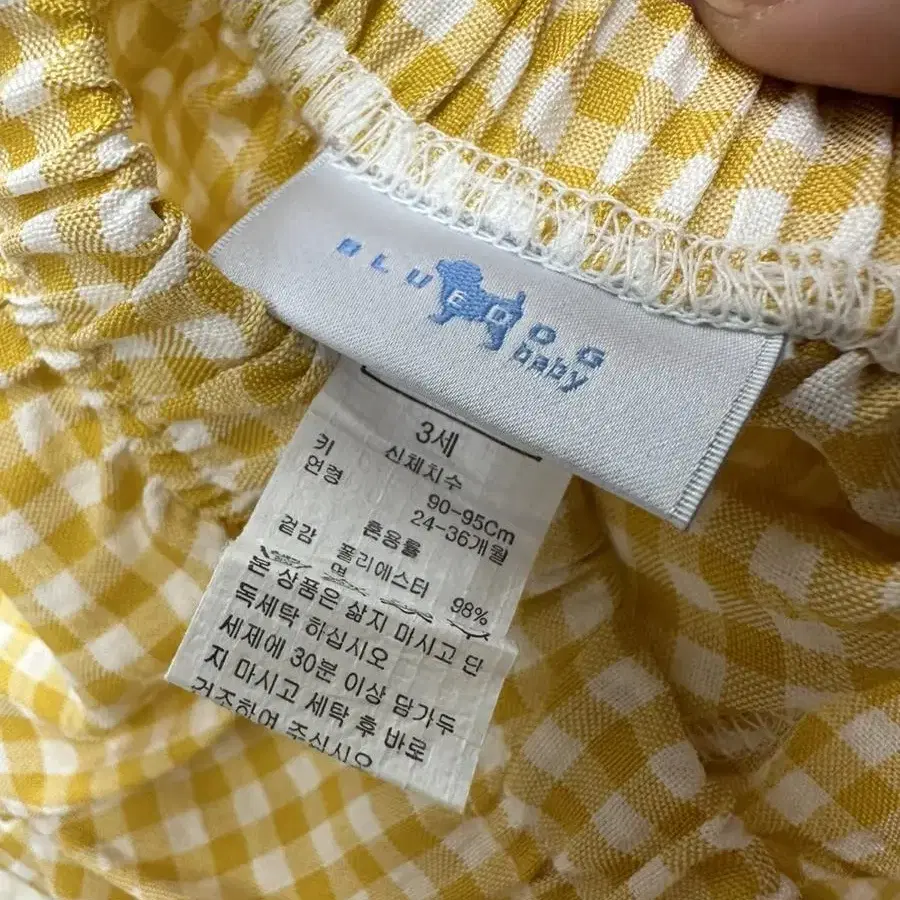 BLUEDOG
baby
3세
신체치수
키 90-95Cm
연령 24-36개월
혼용률
겉감 폴리에스터 98%
면
본 상품은 삶지 마시고 단
독세탁 하십시오
세제에 30분 이상 담가두
지 마시고 세탁 후 바로
건조하여 주십시오